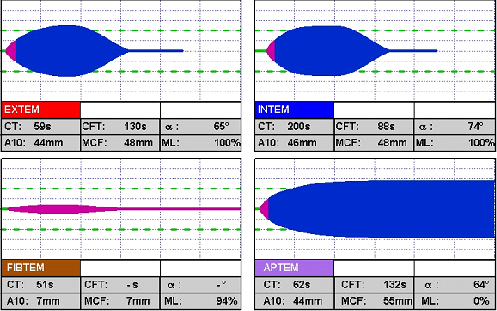 EXTEM
CT: 59s CFT: 130s α : 65°
A10: 44mm MCF: 48mm ML: 100%
INTEM
CT: 200s CFT: 88s α : 74°
A10: 46mm MCF: 48mm ML: 100%
FIBTEM
CT: 51s CFT: - s α : -°
A10: 7mm MCF: 7mm ML: 94%
APTEM
CT: 62s CFT: 132s α : 64°
A10: 44mm MCF: 55mm ML: 0%